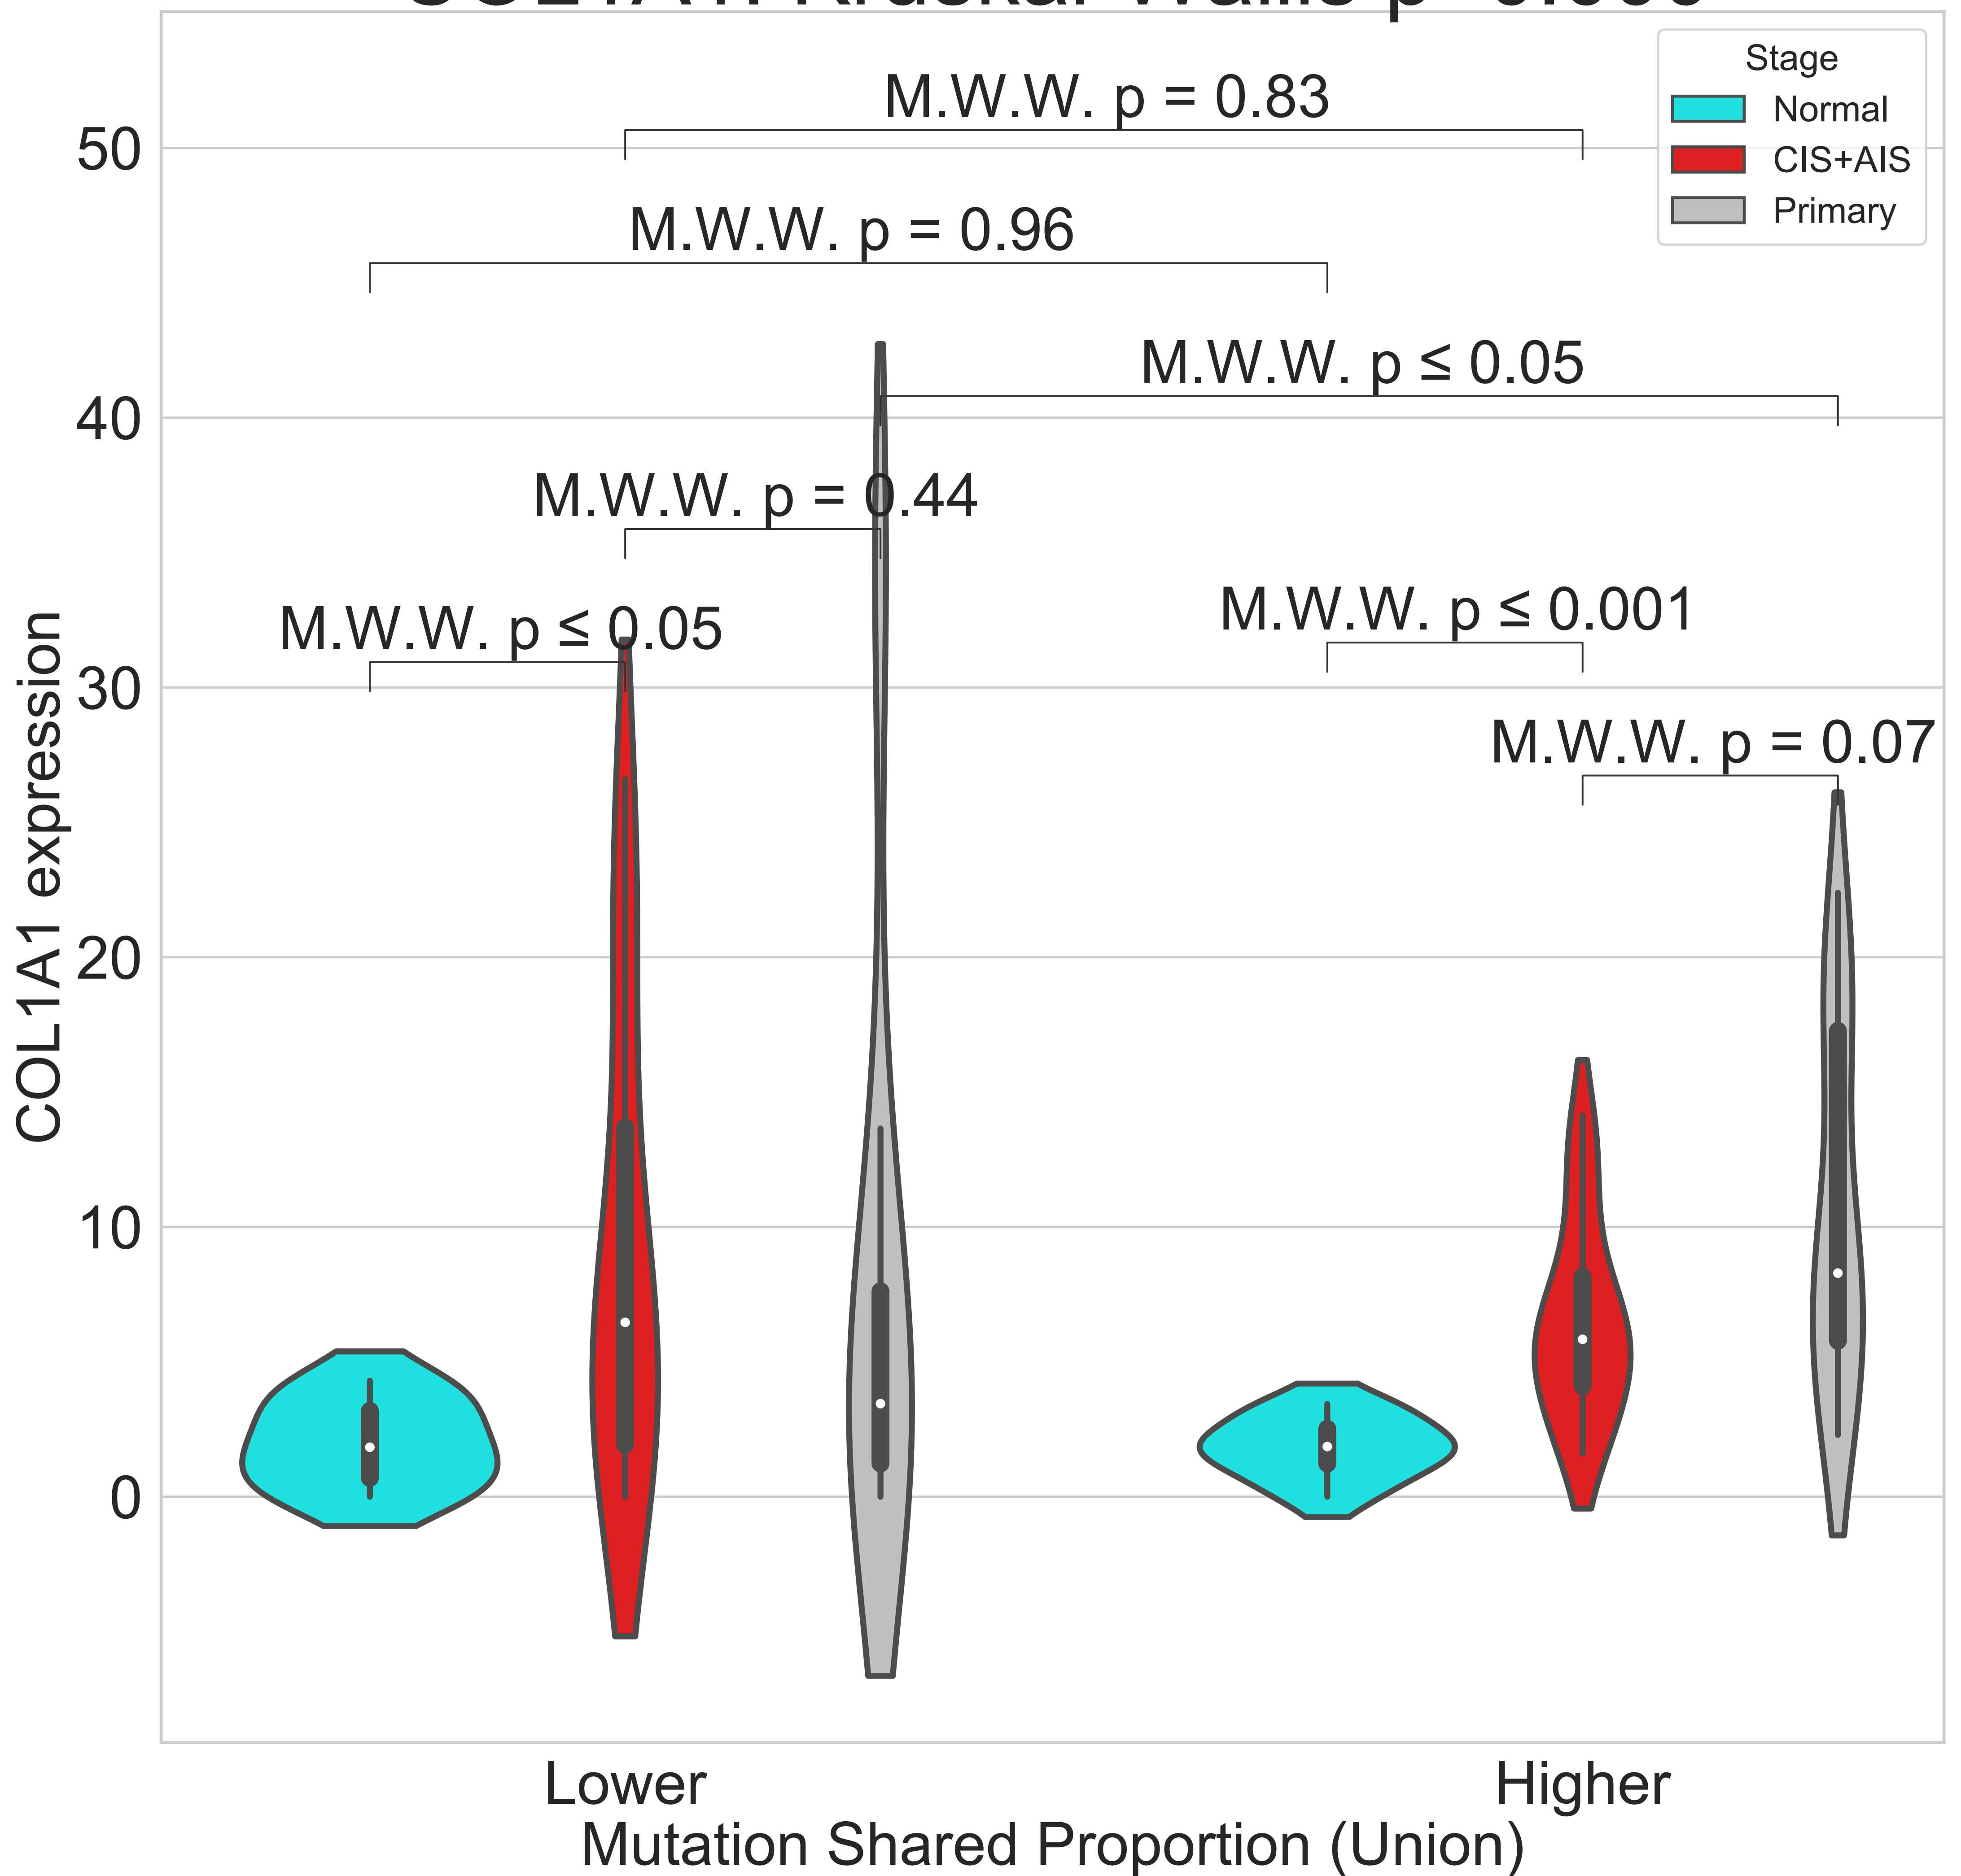 Stage
Normal
CIS+AIS
Primary
M.W.W. p = 0.83
M.W.W. p = 0.96
M.W.W. p ≤ 0.05
M.W.W. p = 0.44
M.W.W. p ≤ 0.05
M.W.W. p ≤ 0.001
M.W.W. p = 0.07
COL1A1 expression
50
40
30
20
10
0
Lower
Higher
Mutation Shared Proportion (Union)